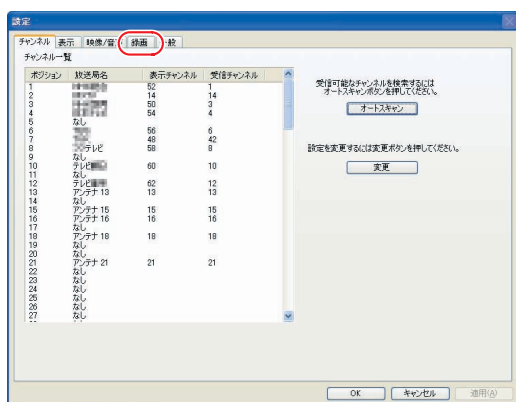 設定
チャンネル 表示 映像/音声 録画 一般
チャンネル一覧
ポジション 放送局名 表示チャンネル 受信チャンネル
1 52 1
2 14 14
3 50 3
4 54 4
5 なし
6 56 6
7 48 42
8 テレビ 58 8
9 なし
10 テレビ 60 10
11 なし
12 テレビ 62 12
13 アンテナ 13 13 13
14 なし
15 アンテナ 15 15 15
16 アンテナ 16 16 16
17 なし
18 アンテナ 18 18 18
19 なし
20 なし
21 アンテナ 21 21 21
22 なし
23 なし
24 なし
25 なし
26 なし
27 なし
受信可能なチャンネルを検索するには
オートスキャンボタンを押してください。
オートスキャン
設定を変更するには変更ボタンを押してください。
変更
OK キャンセル 適用(A)